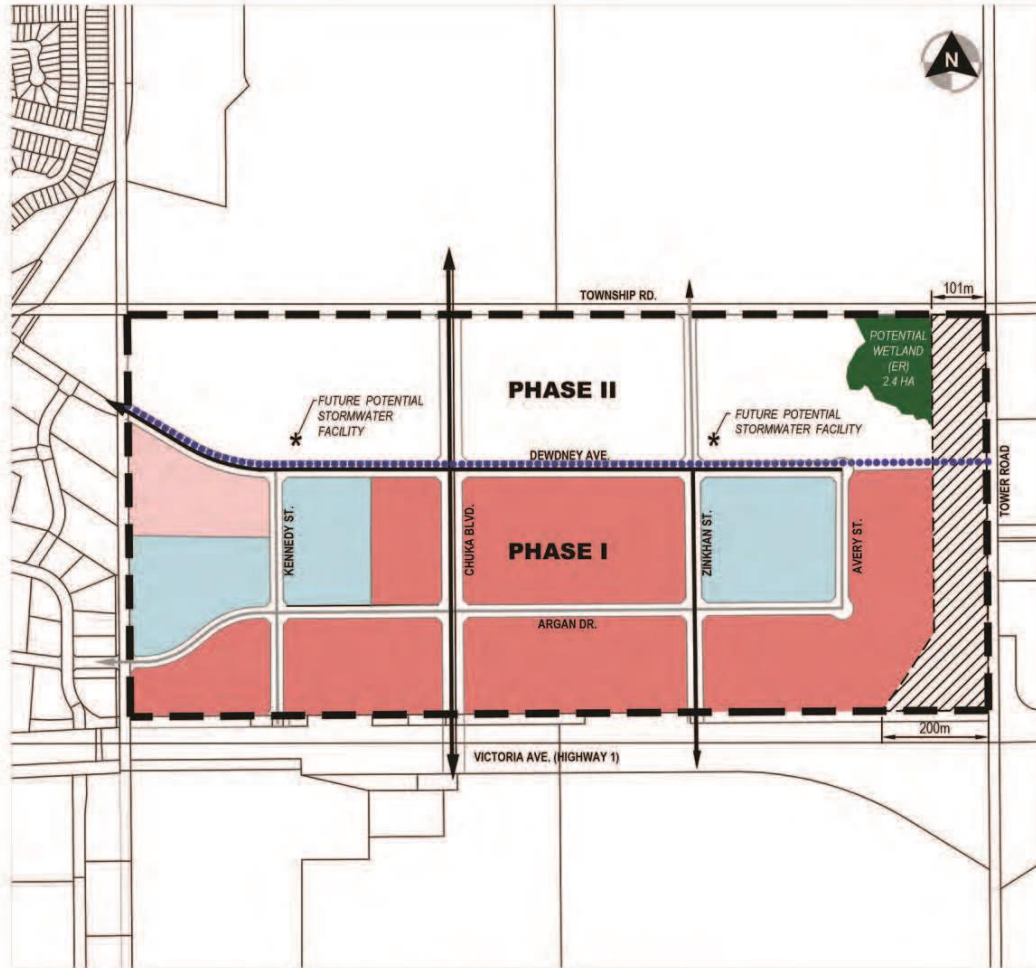 N
TOWNSHIP RD.
101m
POTENTIAL
WETLAND
(ER)
2.4 HA
PHASE II
FUTURE POTENTIAL
STORMWATER
FACILITY
*
FUTURE POTENTIAL
STORMWATER FACILITY
*
DEWDNEY AVE.
TOWER ROAD
KENNEDY ST.
CHUKA BLVD.
PHASE I
ZINKHAN ST.
AVERY ST.
ARGAN DR.
200m
VICTORIA AVE. (HIGHWAY 1)